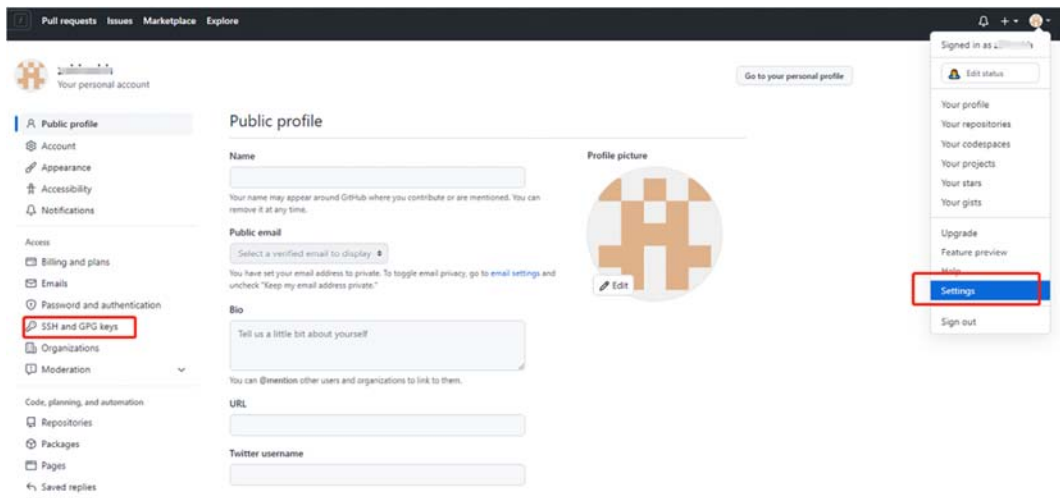 Pull requests Issues Marketplace Explore
Signed in as
Your personal account
Go to your personal profile
Edit status
Public profile
Account
Appearance
Accessibility
Notifications
Access
Billing and plans
Emails
Password and authentication
SSH and GPG keys
Organizations
Moderation
Code, planning, and automation
Repositories
Packages
Pages
Saved replies
Public profile
Name
Your name may appear around GitHub where you contribute or are mentioned. You can
remove it at any time.
Public email
Select a verified email to display
You have set your email address to private. To toggle email privacy, go to email settings and
uncheck "Keep my email address private."
Bio
Tell us a little bit about yourself
You can @mention other users and organizations to link to them.
URL
Twitter username
Profile picture
Edit
Your profile
Your repositories
Your codespaces
Your projects
Your stars
Your gists
Upgrade
Feature preview
Help
Settings
Sign out